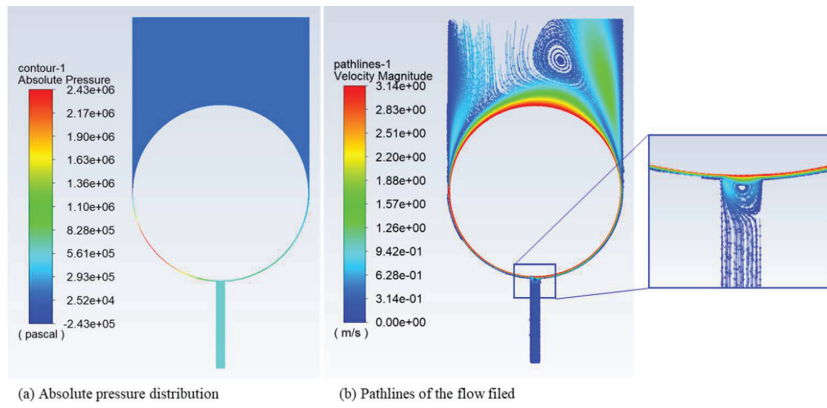 contour-1
Absolute Pressure
2.43e+06
2.17e+06
1.90e+06
1.63e+06
1.36e+06
1.10e+06
8.28e+05
5.61e+05
2.93e+05
2.52e+04
-2.43e+05
( pascal )
pathlines-1
Velocity Magnitude
3.14e+00
2.83e+00
2.51e+00
2.20e+00
1.88e+00
1.57e+00
1.26e+00
9.42e-01
6.28e-01
3.14e-01
0.00e+00
( m/s )
(a) Absolute pressure distribution
(b) Pathlines of the flow filed